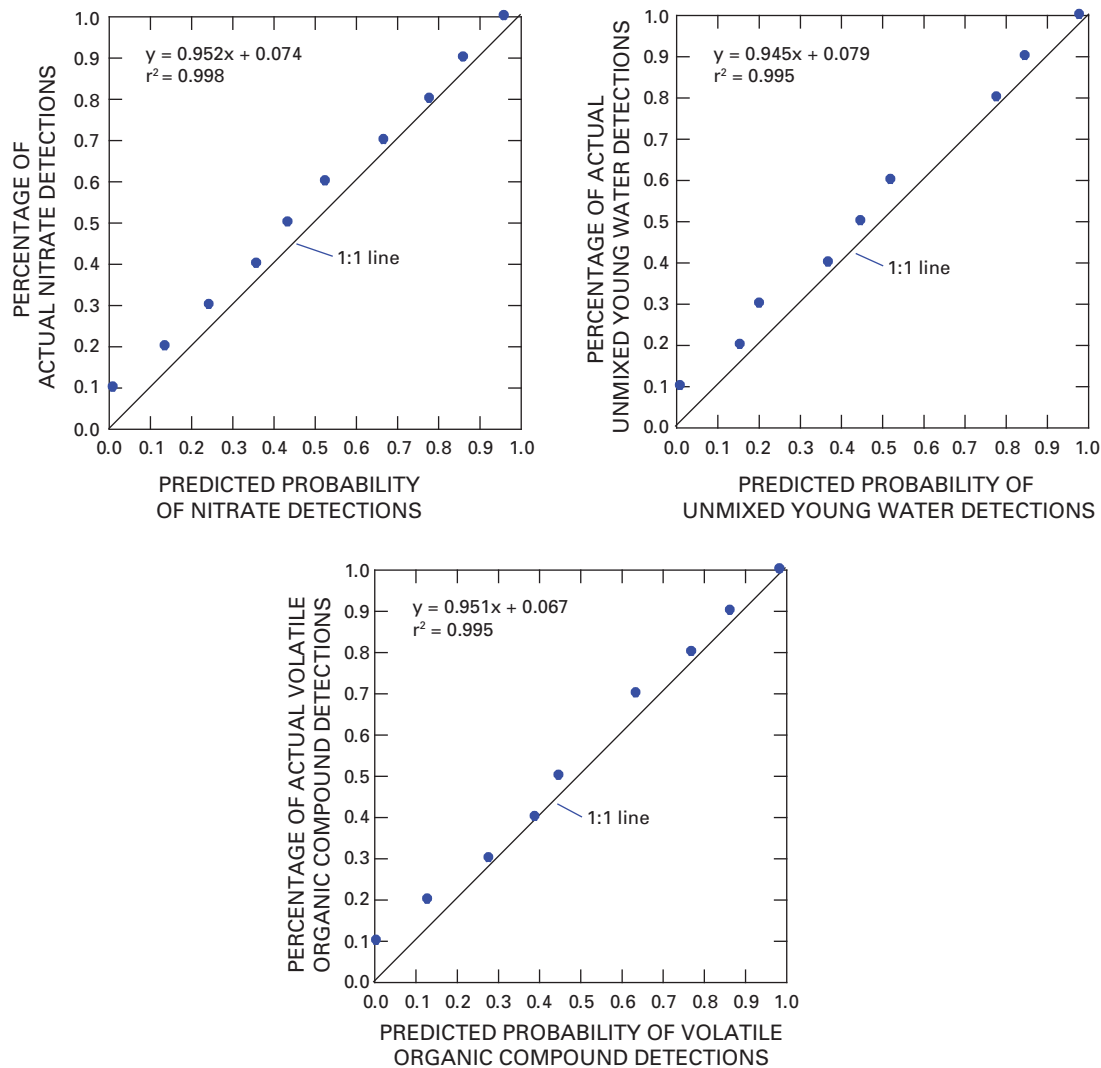 PERCENTAGE OF
ACTUAL NITRATE DETECTIONS
1.0
0.9
0.8
0.7
0.6
0.5
0.4
0.3
0.2
0.1
0.0
y = 0.952x + 0.074
r² = 0.998
1:1 line
0.0 0.1 0.2 0.3 0.4 0.5 0.6 0.7 0.8 0.9 1.0
PREDICTED PROBABILITY
OF NITRATE DETECTIONS
PERCENTAGE OF ACTUAL
UNMIXED YOUNG WATER DETECTIONS
1.0
0.9
0.8
0.7
0.6
0.5
0.4
0.3
0.2
0.1
0.0
y = 0.945x + 0.079
r² = 0.995
1:1 line
0.0 0.1 0.2 0.3 0.4 0.5 0.6 0.7 0.8 0.9 1.0
PREDICTED PROBABILITY OF
UNMIXED YOUNG WATER DETECTIONS
PERCENTAGE OF ACTUAL VOLATILE
ORGANIC COMPOUND DETECTIONS
1.0
0.9
0.8
0.7
0.6
0.5
0.4
0.3
0.2
0.1
0.0
y = 0.951x + 0.067
r² = 0.995
1:1 line
0.0 0.1 0.2 0.3 0.4 0.5 0.6 0.7 0.8 0.9 1.0
PREDICTED PROBABILITY OF VOLATILE
ORGANIC COMPOUND DETECTIONS